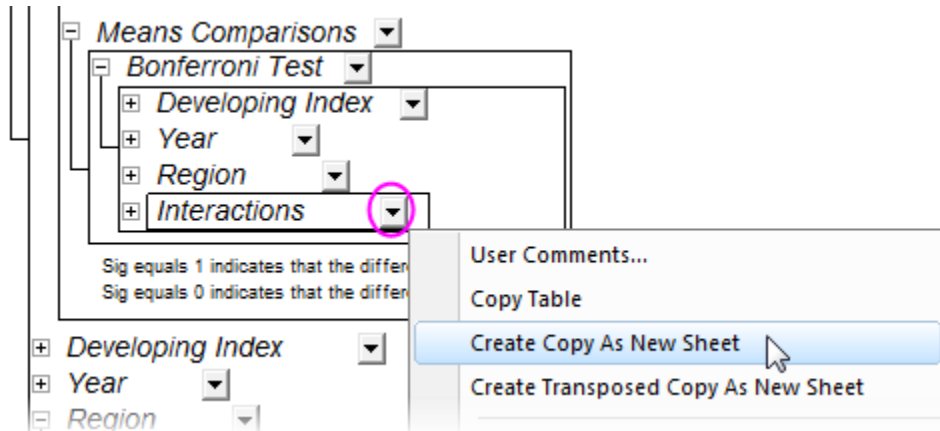 Means Comparisons
Bonferroni Test
Developing Index
Year
Region
Interactions
User Comments...
Sig equals 1 indicates that the differ
Sig equals 0 indicates that the differ
Copy Table
Create Copy As New Sheet
Developing Index
Year
Create Transposed Copy As New Sheet
Region